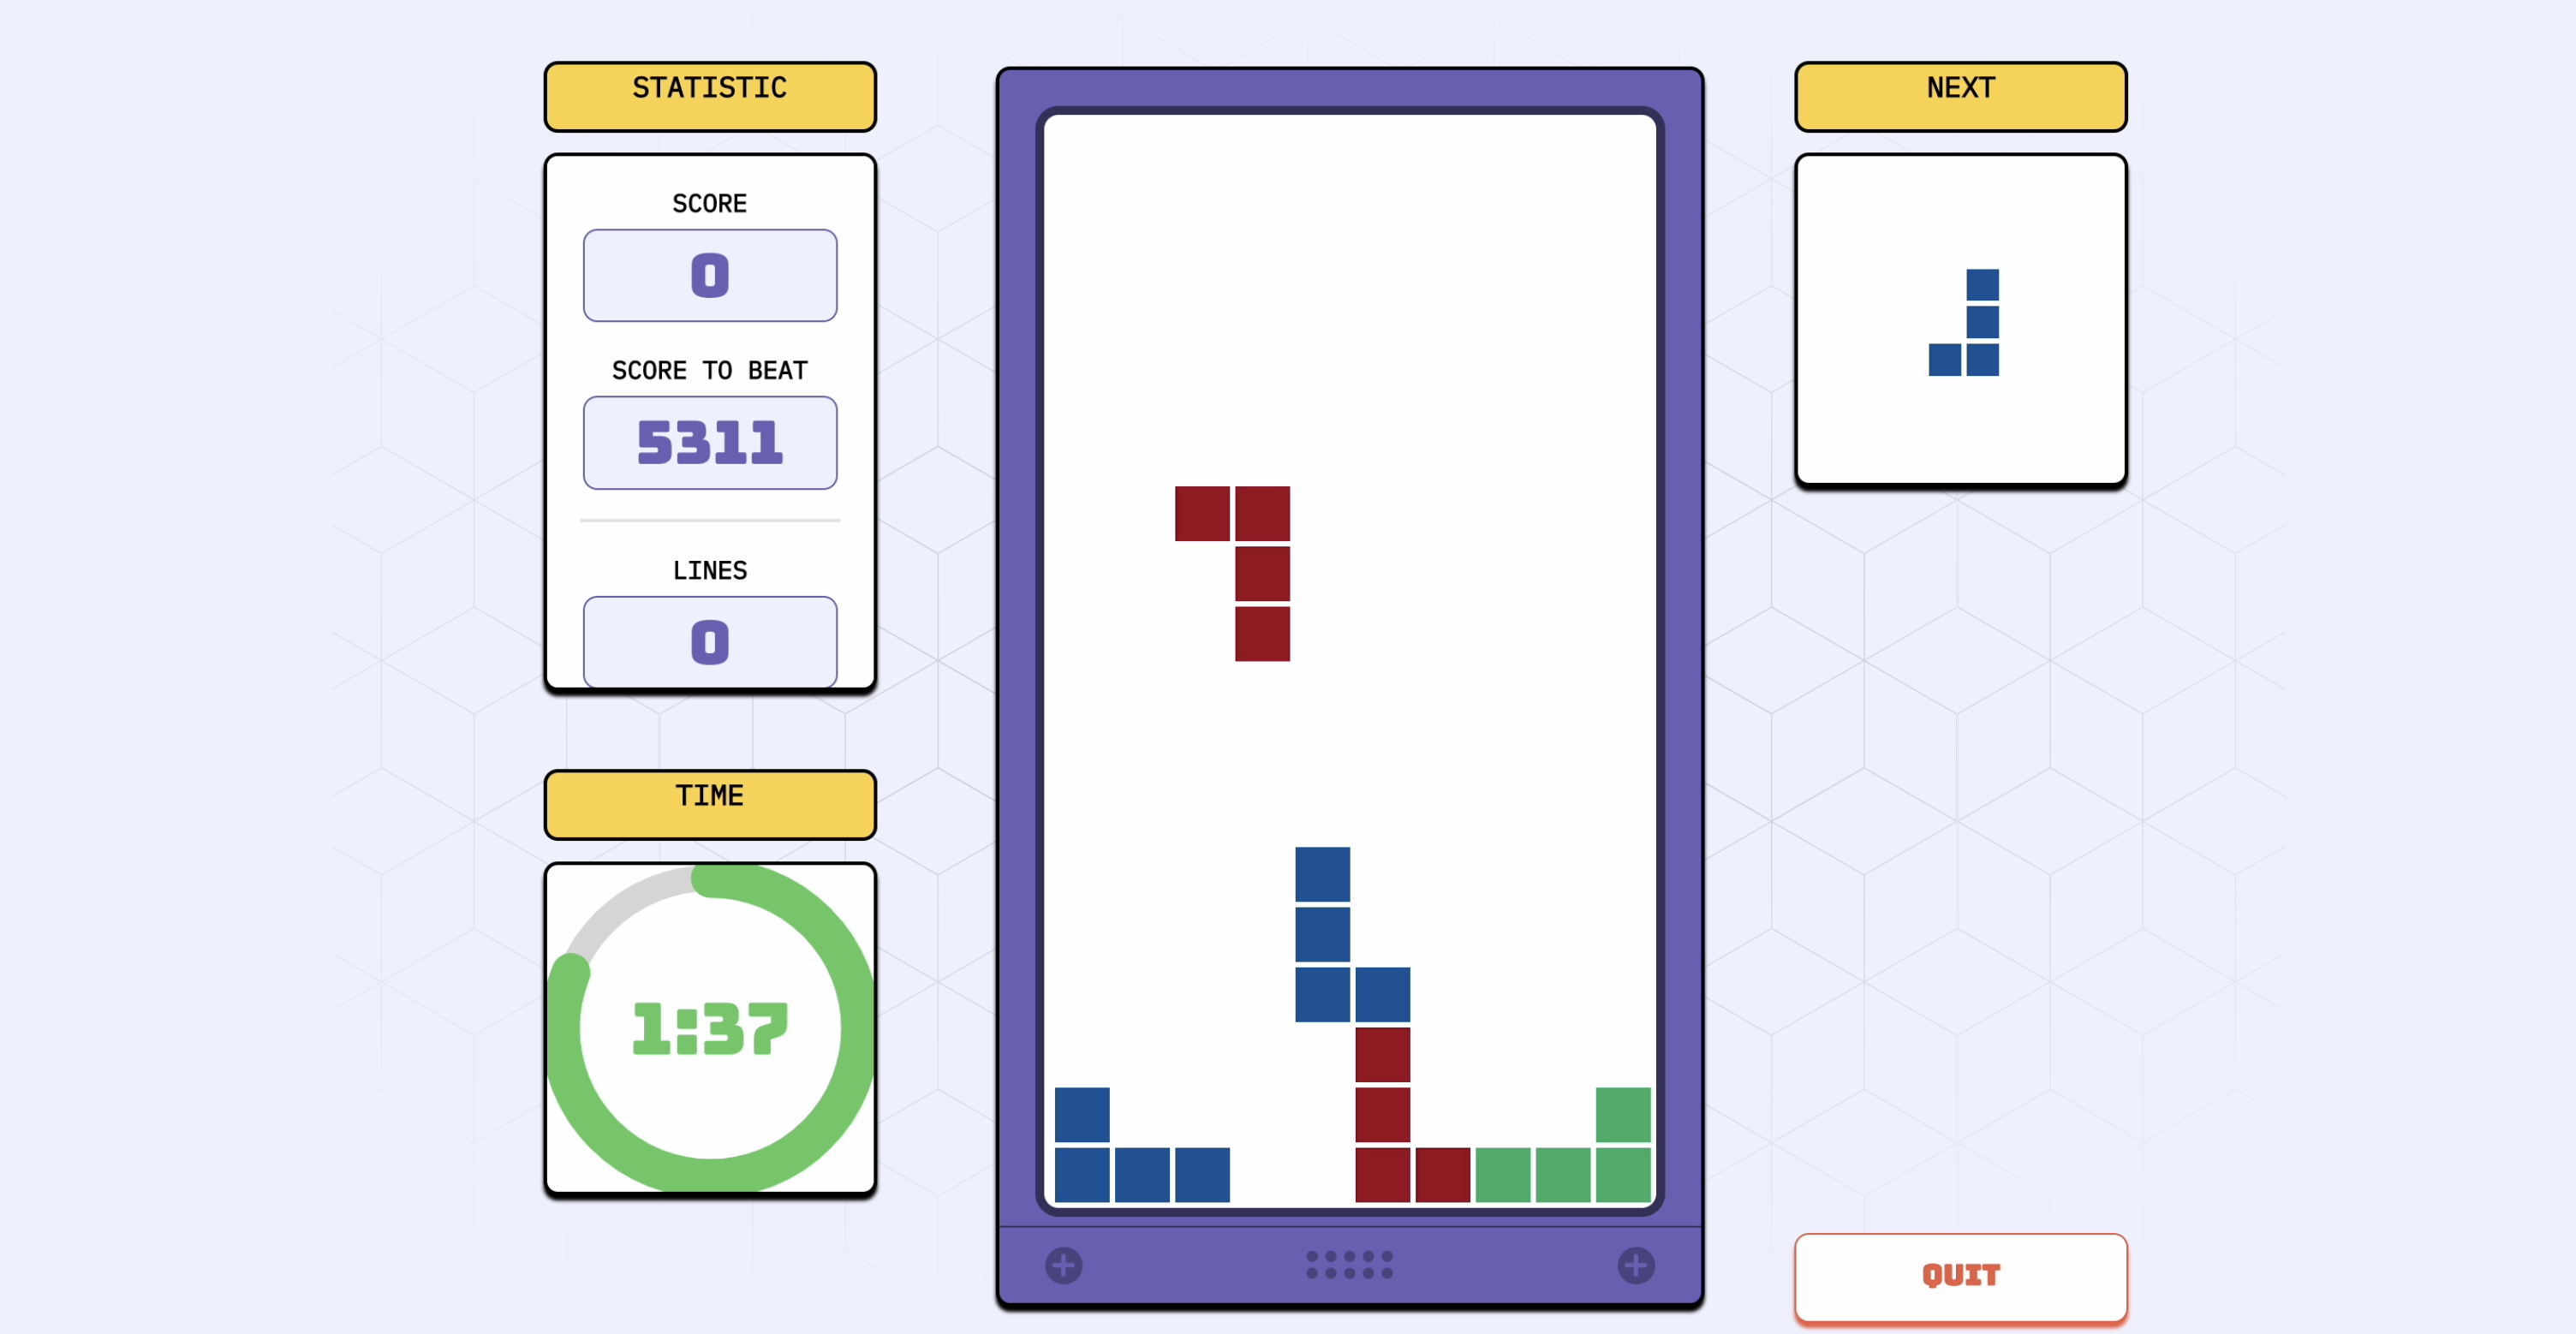 STATISTIC
SCORE
0
SCORE TO BEAT
5311
LINES
0
TIME
1:37
NEXT
QUIT